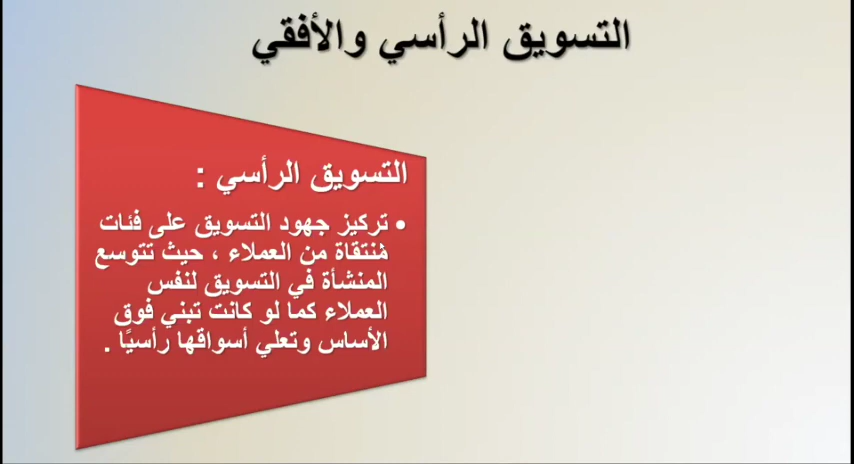 التسويق الرأسي والأفقي
التسويق الرأسي :
• تركيز جهود التسويق على فئات
مُنتقاة من العملاء ، حيث تتوسع
المنشأة في التسويق لنفس
العملاء كما لو كانت تبني فوق
الأساس وتعلي أسواقها رأسيًا .